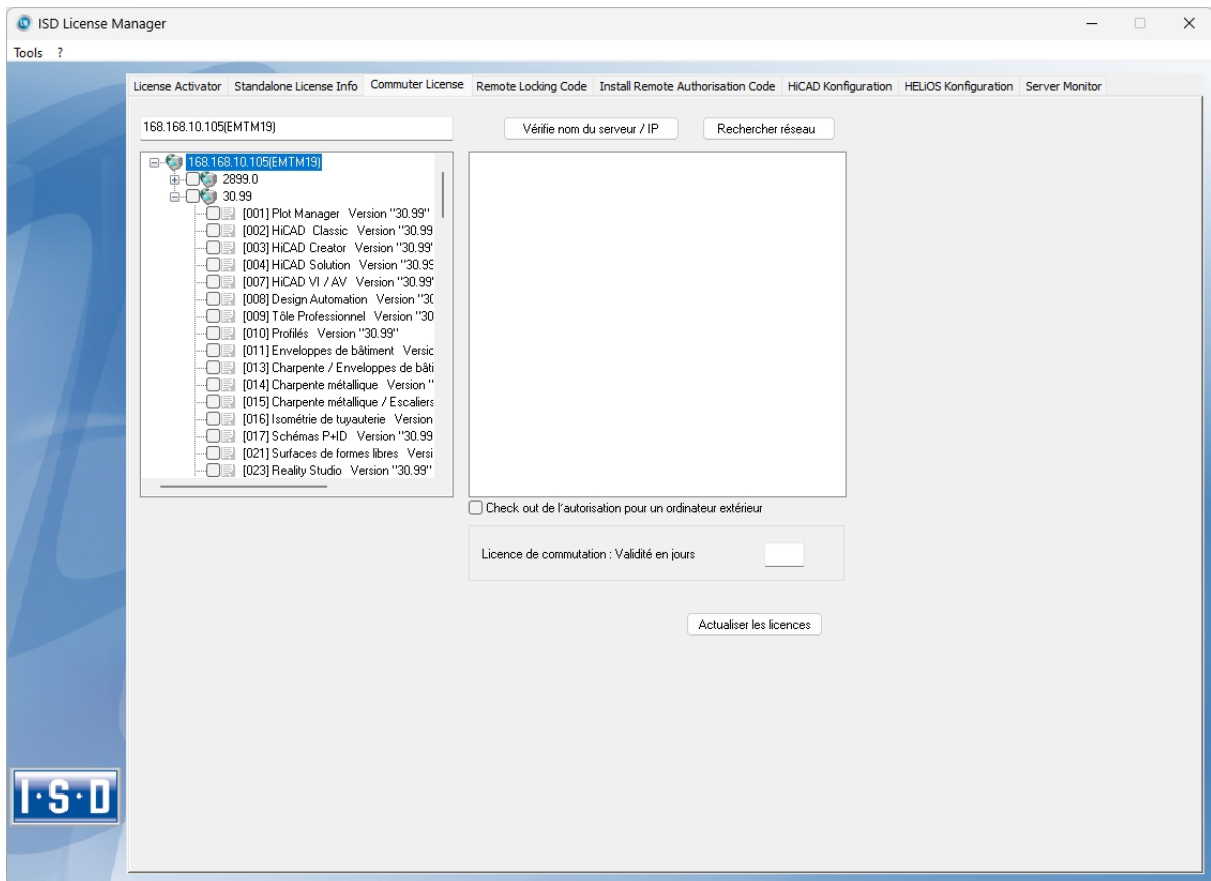 ISD License Manager
Tools ?
License Activator Standalone License Info Commuter License Remote Locking Code Install Remote Authorisation Code HiCAD Konfiguration HELiOS Konfiguration Server Monitor
168.168.10.105(EMTM19)
Vérifie nom du serveur / IP
Rechercher réseau
168.168.10.105(EMTM19)
2899.0
30.99
[001] Plot Manager Version "30.99"
[002] HiCAD Classic Version "30.99
[003] HiCAD Creator Version "30.99"
[004] HiCAD Solution Version "30.99
[007] HiCAD VI / AV Version "30.99"
[008] Design Automation Version "30
[009] Tôle Professionnel Version "30
[010] Profilés Version "30.99"
[011] Enveloppes de bâtiment Versic
[013] Charpente / Enveloppes de bâti
[014] Charpente métallique Version "
[015] Charpente métallique / Escaliers
[016] Isométrie de tuyauterie Version
[017] Schémas P+ID Version "30.99
[021] Surfaces de formes libres Versi
[023] Reality Studio Version "30.99"
Check out de l'autorisation pour un ordinateur extérieur
Licence de commutation : Validité en jours
Actualiser les licences
I·S·D